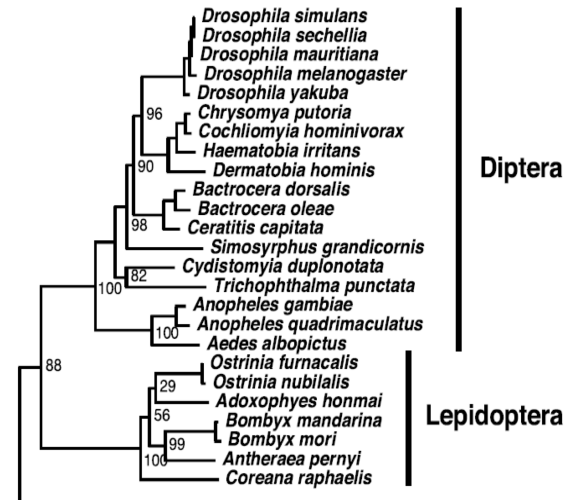 Drosophila simulans
Drosophila sechellia
Drosophila mauritiana
Drosophila melanogaster
Drosophila yakuba
96
Chrysomya putoria
Cochliomyia hominivorax
Haematobia irritans
90
Dermatobia hominis
Diptera
Bactrocera dorsalis
Bactrocera oleae
98
Ceratitis capitata
Simosyrphus grandicornis
82
Cydistomyia duplonotata
100
Trichophthalma punctata
Anopheles gambiae
Anopheles quadrimaculatus
100
Aedes albopictus
88
Ostrinia furnacalis
Ostrinia nubilalis
29
Adoxophyes honmai
Lepidoptera
56
Bombyx mandarina
Bombyx mori
99
100
Antheraea pernyi
Coreana raphaelis